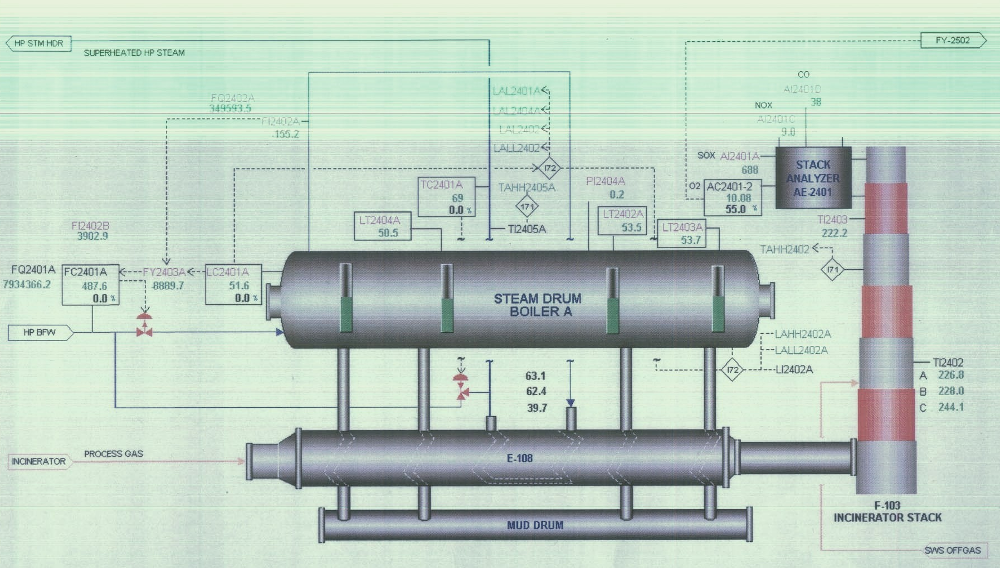 HP STM HDR
SUPERHEATED HP STEAM
FY-2502
CO
AI2401D
38
NOX
AI2401C
9.0
FQ2402A
349593.5
FI2402A
-155.2
LAL2401A
LAL2404A
LAL2402
LALL2402
I72
SOX AI2401A
688
STACK
ANALYZER
AE-2401
O2 AC2401-2
10.08
55.0 %
TC2401A
69
0.0 %
TAHH2405A
171
TI2405A
PI2404A
0.2
LT2404A
50.5
LT2402A
53.5
LT2403A
53.7
TI2403
222.2
TAHH2402
I71
FI2402B
3902.9
FQ2401A
7934366.2
FC2401A
487.6
0.0 %
FY2403A
-8889.7
LC2401A
51.6
0.0 %
STEAM DRUM
BOILER A
HP BFW
LAHH2402A
LALL2402A
I72
LI2402A
63.1
62.4
39.7
TI2402
A 226.8
B 228.0
C 244.1
INCINERATOR
PROCESS GAS
E-108
F-103
INCINERATOR STACK
MUD DRUM
SWS OFFGAS